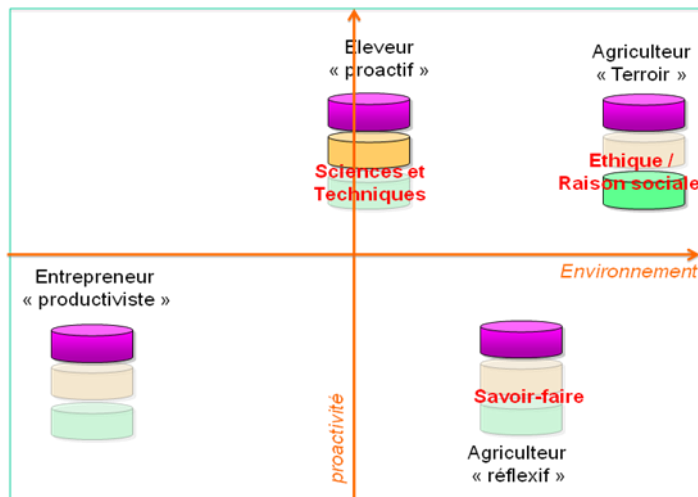 Eleveur
« proactif »
Agriculteur
« Terroir »
Sciences et
Techniques
Ethique /
Raison sociale
Environnement
Entrepreneur
« productiviste »
proactivité
Savoir-faire
Agriculteur
« réflexif »